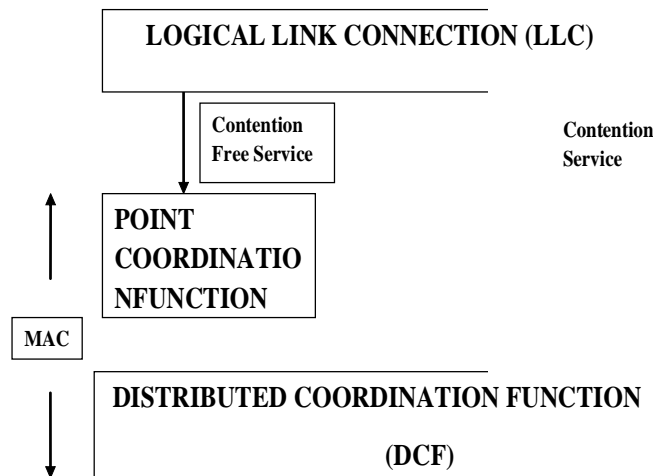 LOGICAL LINK CONNECTION (LLC)
Contention
Free Service
Contention
Service
POINT
COORDINATIO
NFUNCTION
MAC
DISTRIBUTED COORDINATION FUNCTION
(DCF)